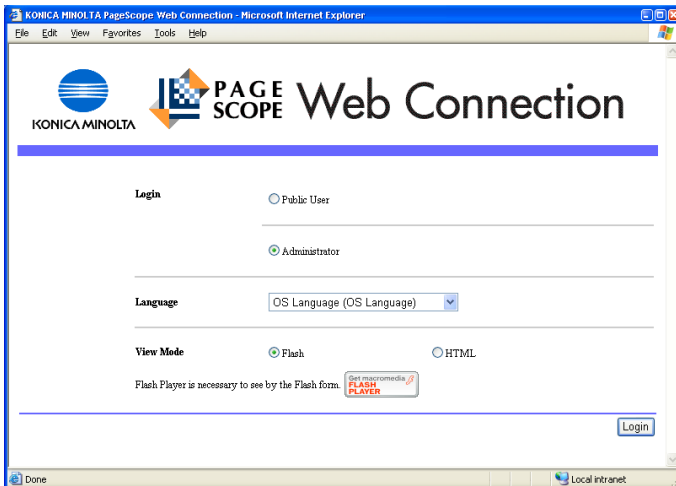 KONICA MINOLTA PageScope Web Connection - Microsoft Internet Explorer
File Edit View Favorites Tools Help
KONICA MINOLTA
PAGE SCOPE Web Connection
Login
Public User
Administrator
Language OS Language (OS Language)
View Mode Flash HTML
Flash Player is necessary to see by the Flash form.
Get macromedia
FLASH
PLAYER
Login
Done Local intranet